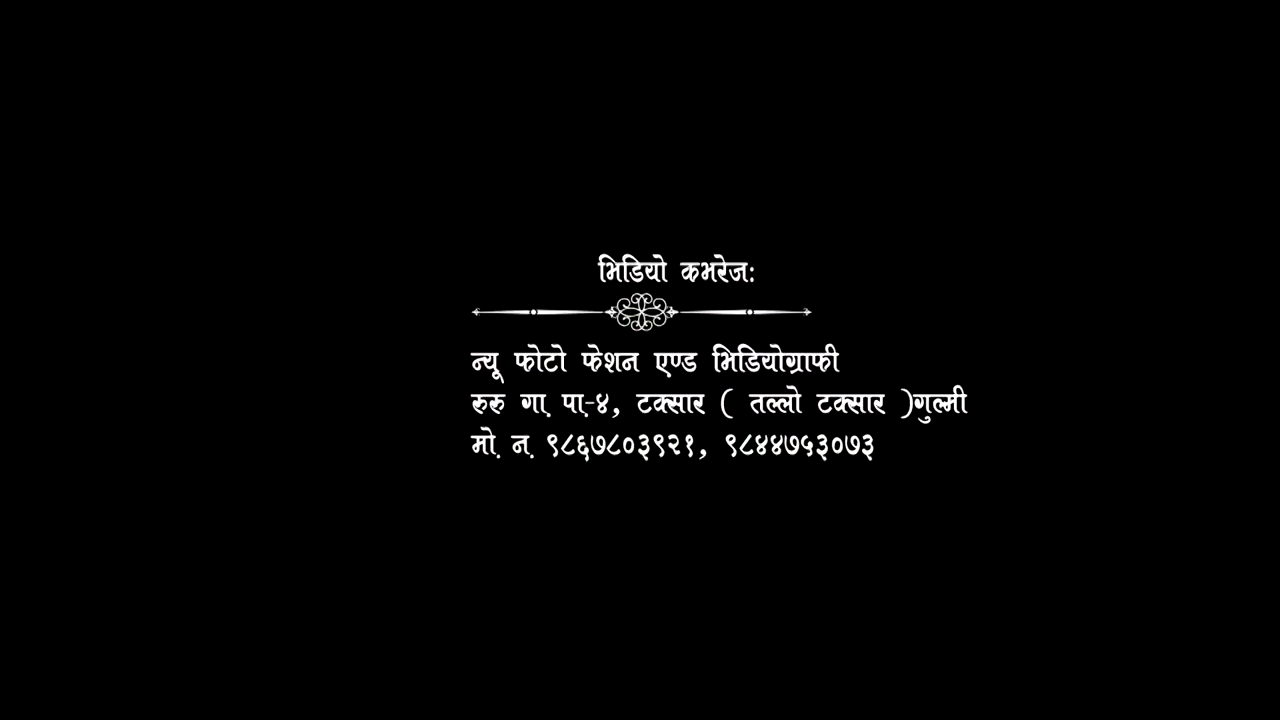 भिडियो कभरेज:
न्यू फोटो फेशन एण्ड भिडियोग्राफी
रुरु गा. पा.-४, टक्सार ( तल्लो टक्सार )गुल्मी
मो. न. ९८६७८०३९२१, ९८४४७५३०७३